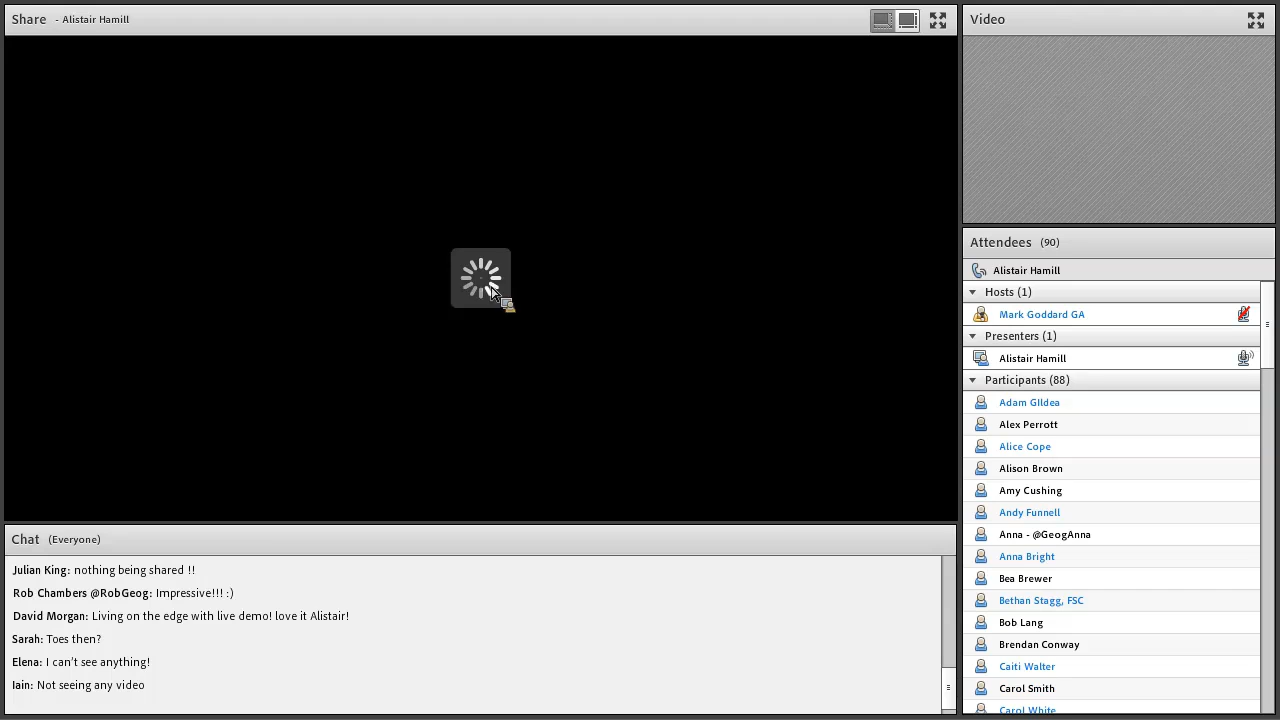 Share - Alistair Hamill
Video
Attendees (90)
Alistair Hamill
Hosts (1)
Mark Goddard GA
Presenters (1)
Alistair Hamill
Participants (88)
Adam GIldea
Alex Perrott
Alice Cope
Alison Brown
Amy Cushing
Andy Funnell
Anna - @GeogAnna
Anna Bright
Bea Brewer
Bethan Stagg, FSC
Bob Lang
Brendan Conway
Caiti Walter
Carol Smith
Carol White
Chat (Everyone)
Julian King: nothing being shared !!
Rob Chambers @RobGeog: Impressive!!! :)
David Morgan: Living on the edge with live demo! love it Alistair!
Sarah: Toes then?
Elena: I can't see anything!
Iain: Not seeing any video